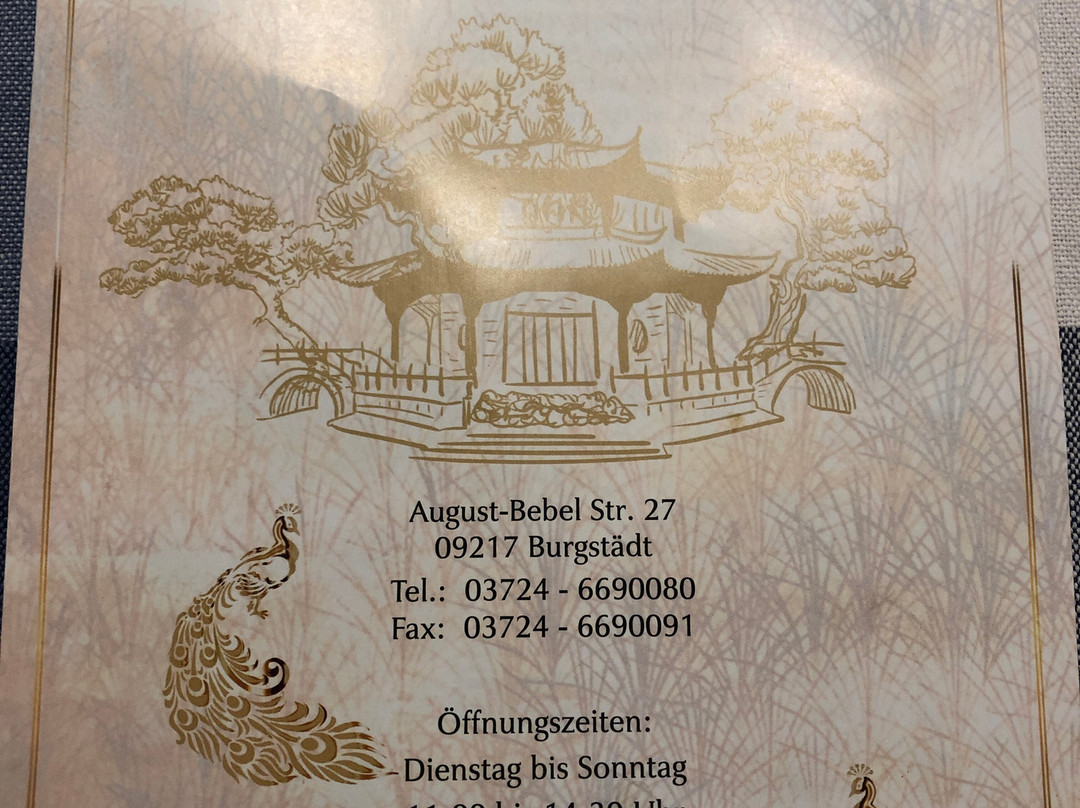 August-Bebel Str. 27
09217 Burgstädt
Tel.: 03724 - 6690080
Fax: 03724 - 6690091
Öffnungszeiten:
Dienstag bis Sonntag